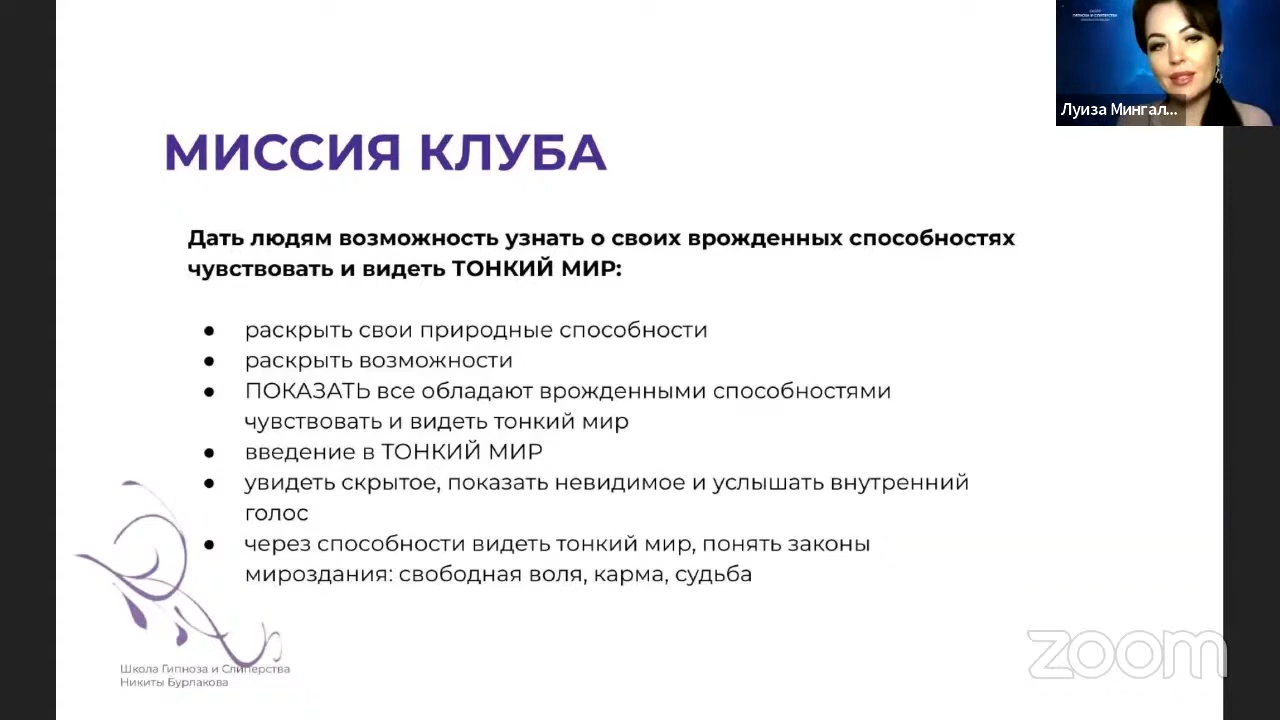 ГИПНОЗА И СЛИПЕРСТВА
Луиза Мингал...
МИССИЯ КЛУБА
Дать людям возможность узнать о своих врожденных способностях
чувствовать и видеть ТОНКИЙ МИР:
● раскрыть свои природные способности
● раскрыть возможности
● ПОКАЗАТЬ все обладают врожденными способностями
чувствовать и видеть тонкий мир
● введение в ТОНКИЙ МИР
● увидеть скрытое, показать невидимое и услышать внутренний
голос
● через способности видеть тонкий мир, понять законы
мироздания: свободная воля, карма, судьба
Школа Гипноза и Слиперства
Никиты Бурлакова
zoom